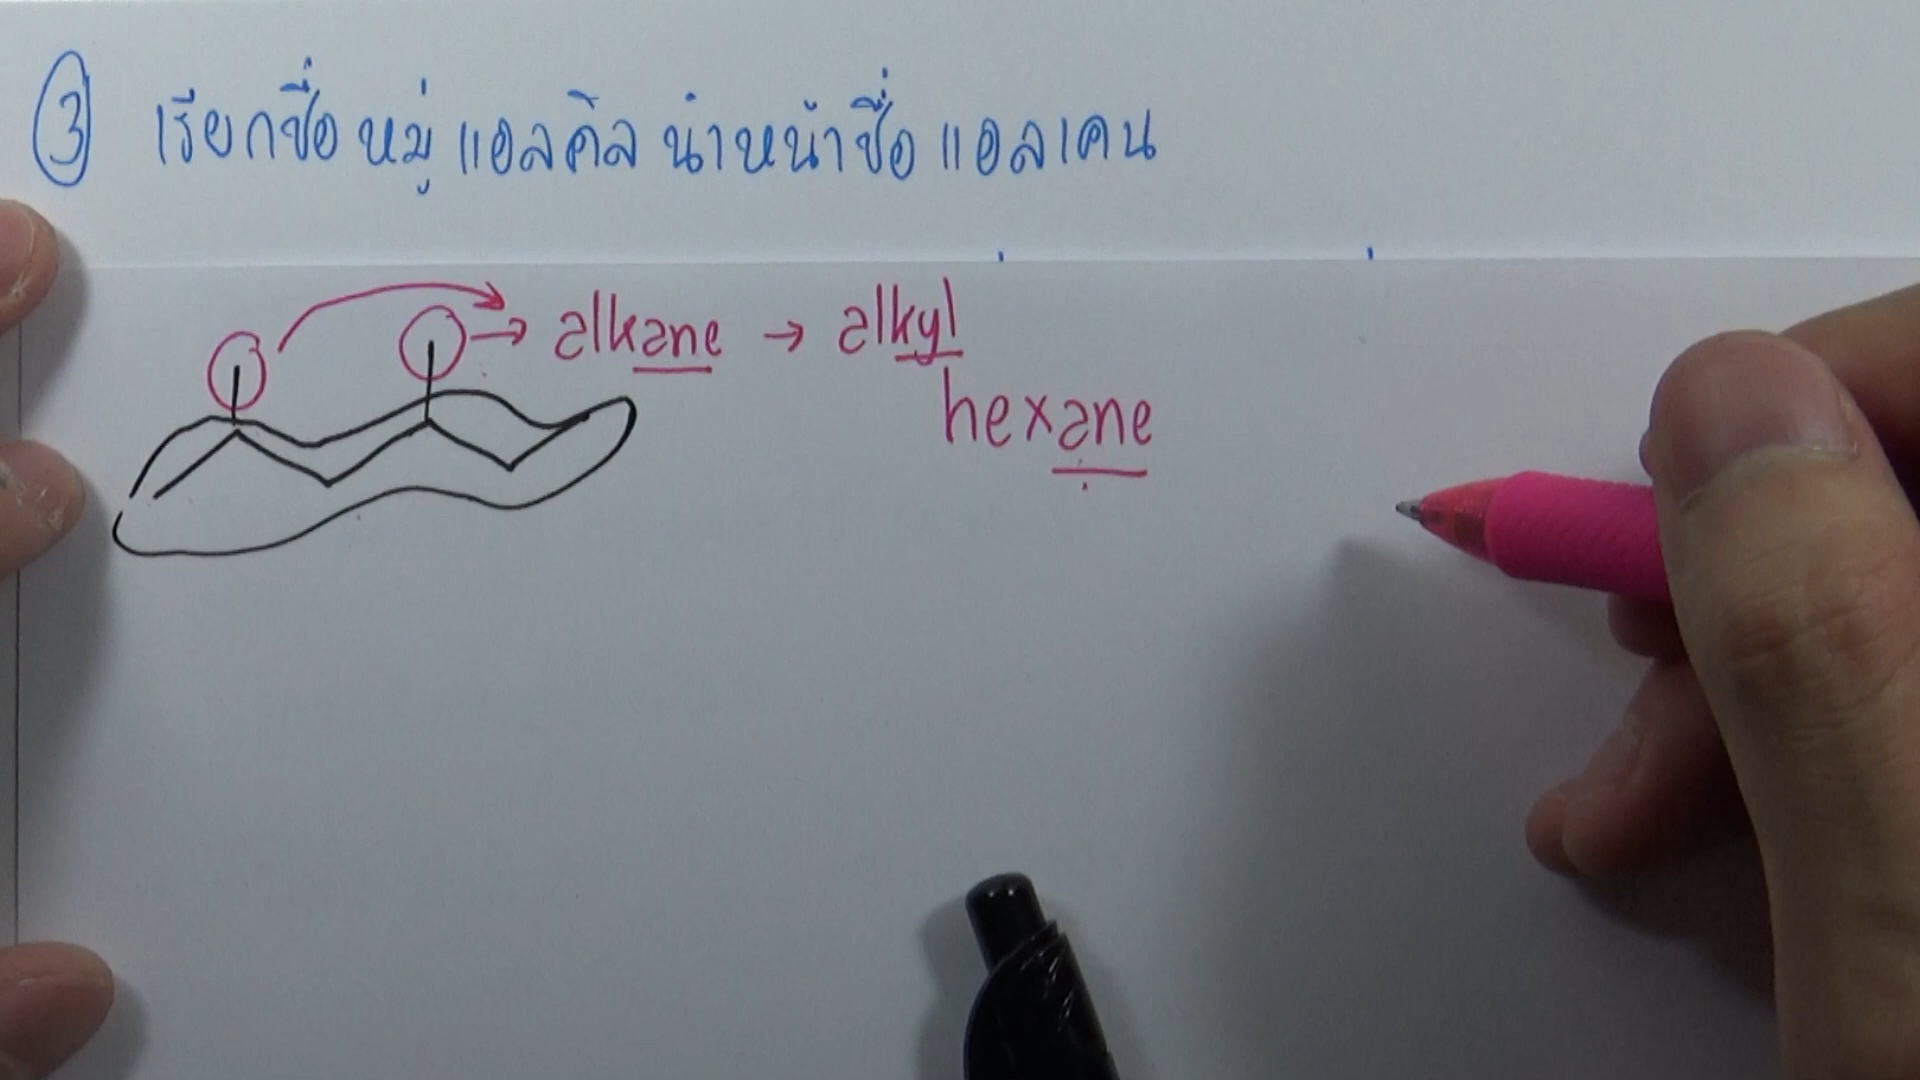 ③ เรียกชื่อ หมู่ แอลคิล นำหน้าชื่อ แอลเคน
→ alkane → alkyl
hexane